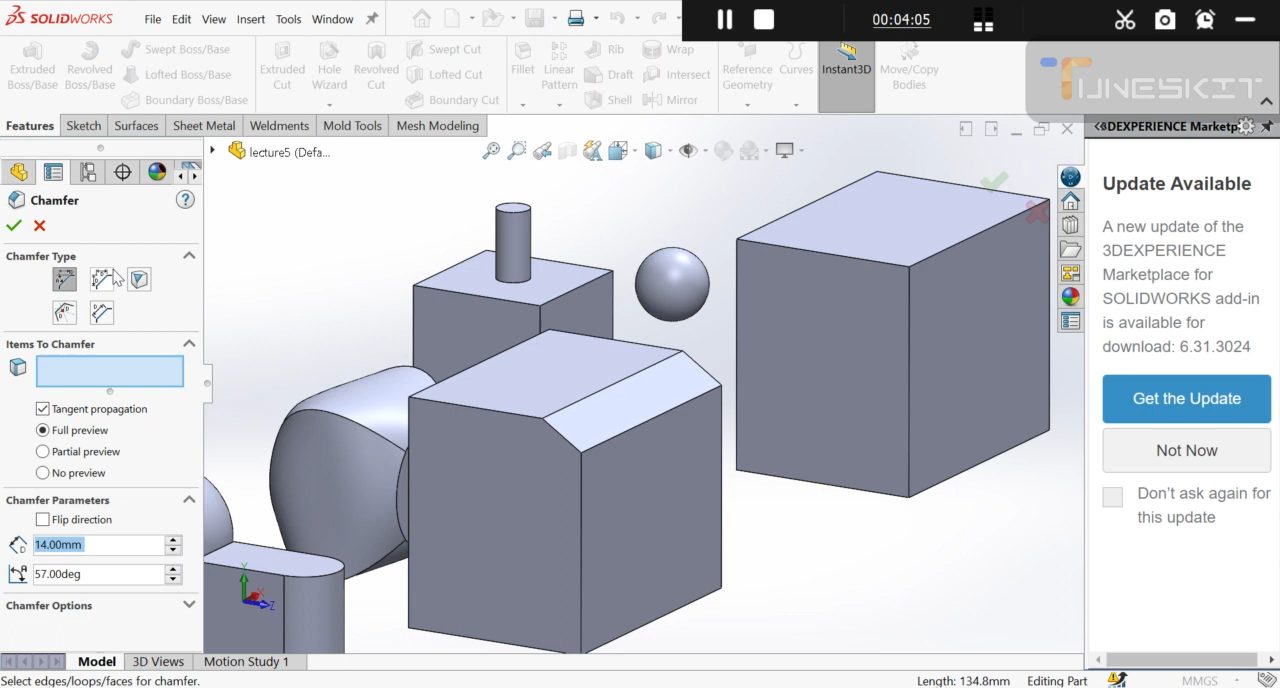 SOLIDWORKS File Edit View Insert Tools Window
00:04:05
TUNESKIT
Extruded Boss/Base
Revolved Boss/Base
Swept Boss/Base
Lofted Boss/Base
Boundary Boss/Base
Extruded Cut
Hole Wizard
Revolved Cut
Swept Cut
Lofted Cut
Boundary Cut
Fillet
Linear Pattern
Rib
Draft
Shell
Wrap
Intersect
Mirror
Reference Geometry
Curves
Instant3D
Move/Copy Bodies
Features Sketch Surfaces Sheet Metal Weldments Mold Tools Mesh Modeling
lecture5 (Defa...
Chamfer
Chamfer Type
Items To Chamfer
Tangent propagation
Full preview
Partial preview
No preview
Chamfer Parameters
Flip direction
14.00mm
57.00deg
Chamfer Options
Y
X
Z
3DEXPERIENCE Marketp
Update Available
A new update of the
3DEXPERIENCE
Marketplace for
SOLIDWORKS add-in
is available for
download: 6.31.3024
Get the Update
Not Now
Don't ask again for
this update
Model 3D Views Motion Study 1
Select edges/loops/faces for chamfer.
Length: 134.8mm Editing Part MMGS